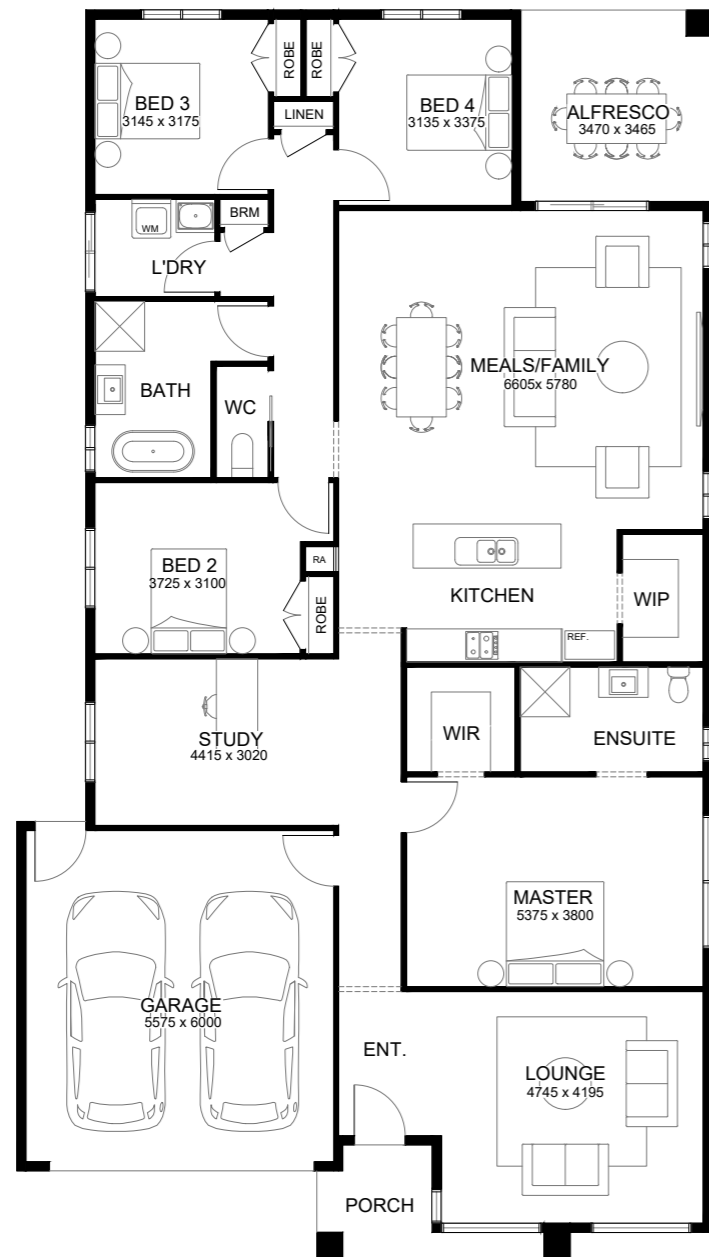 ROBE
ROBE
BED 3
3145 x 3175
BED 4
3135 x 3375
ALFRESCO
3470 x 3465
LINEN
BRM
WM
L'DRY
MEALS/FAMILY
6605x 5780
BATH
WC
BED 2
3725 x 3100
RA
ROBE
KITCHEN
WIP
REF.
STUDY
4415 x 3020
WIR
ENSUITE
MASTER
5375 x 3800
GARAGE
5575 x 6000
ENT.
LOUNGE
4745 x 4195
PORCH